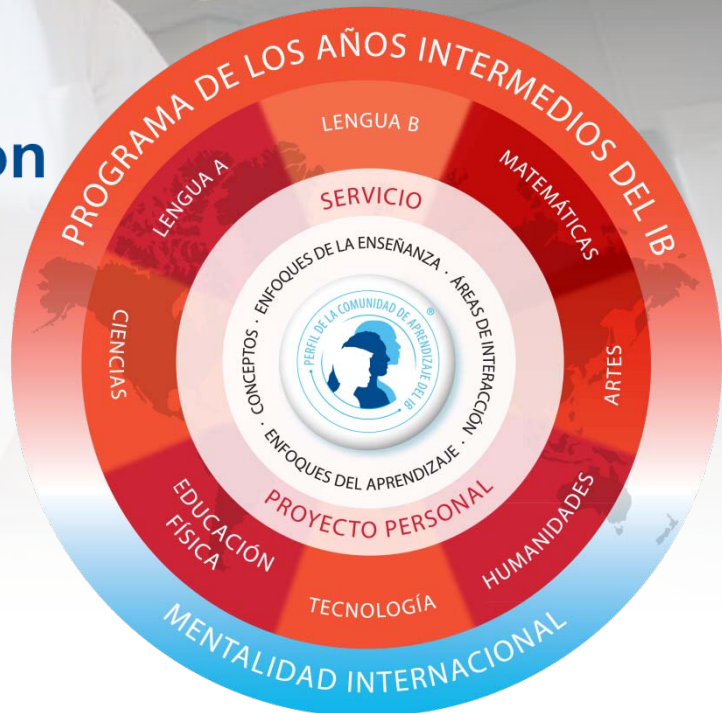 on
PROGRAMA DE LOS AÑOS INTERMEDIOS DEL IB
LENGUA A
LENGUA B
MATEMÁTICAS
CIENCIAS
ARTES
EDUCACIÓN
FÍSICA
TECNOLOGÍA
HUMANIDADES
SERVICIO
PROYECTO PERSONAL
CONCEPTOS · ENFOQUES DE LA ENSEÑANZA · ÁREAS DE INTERACCIÓN ·
ENFOQUES DEL APRENDIZAJE ·
PERFIL DE LA COMUNIDAD DE APRENDIZAJE DEL IB
®
MENTALIDAD INTERNACIONAL